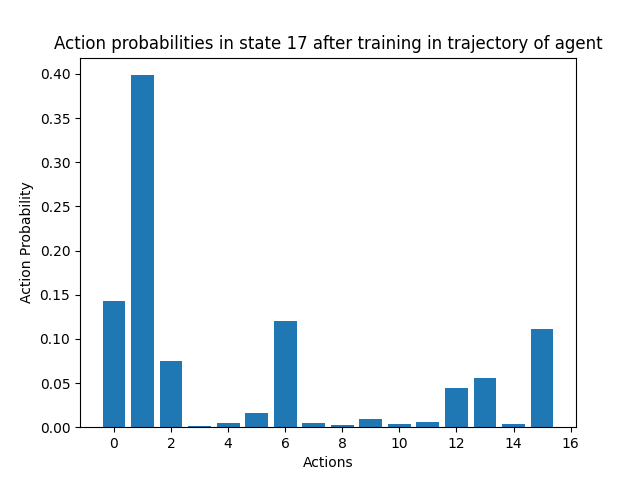 Action probabilities in state 17 after training in trajectory of agent
0.40
0.35
0.30
0.25
0.20
0.15
0.10
0.05
0.00
Action Probability
0 2 4 6 8 10 12 14 16
Actions